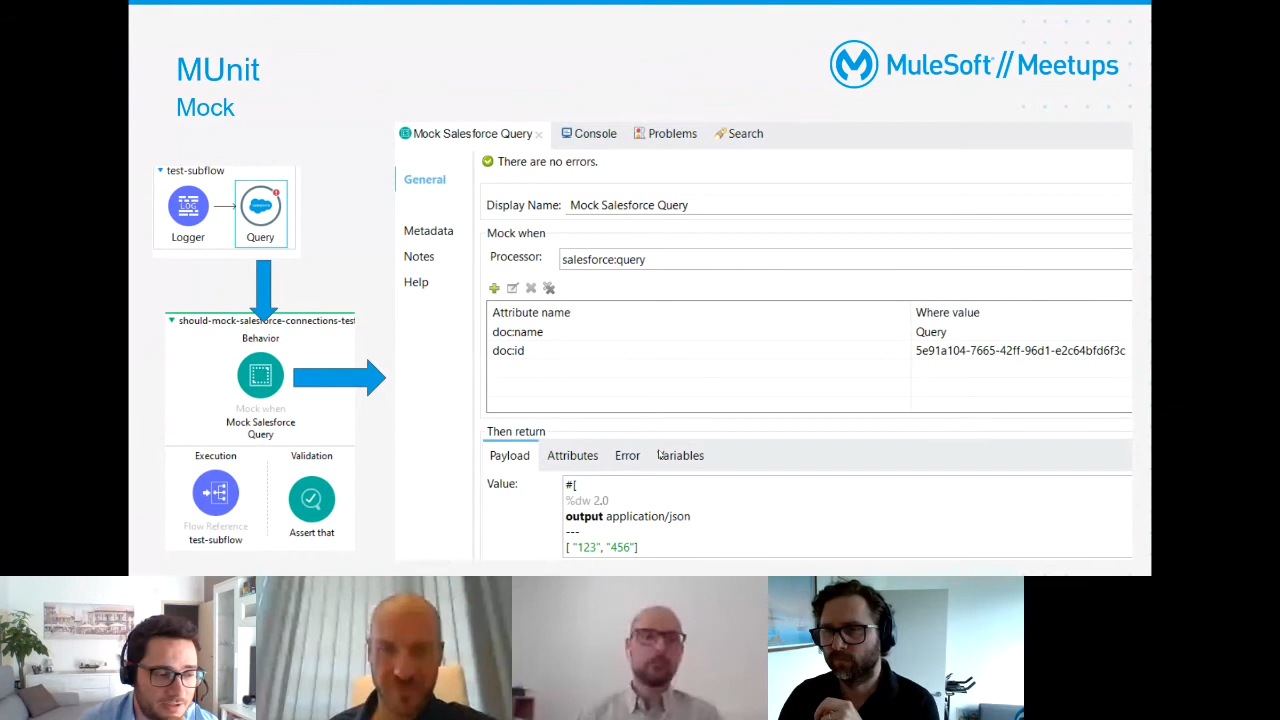 MUnit
Mock
MuleSoft // Meetups
test-subflow
LOG
salesforce
Logger
Query
should-mock-salesforce-connections-test
Behavior
Mock when
Mock Salesforce
Query
Execution
Validation
Flow Reference
test-subflow
Assert that
Mock Salesforce Query
Console
Problems
Search
There are no errors.
General
Metadata
Notes
Help
Display Name: Mock Salesforce Query
Mock when
Processor: salesforce:query
Attribute name Where value
doc:name Query
doc:id 5e91a104-7665-42ff-96d1-e2c64bfd6f3c
Then return
Payload Attributes Error Variables
Value: #[
%dw 2.0
output application/json
---
[ "123", "456"]